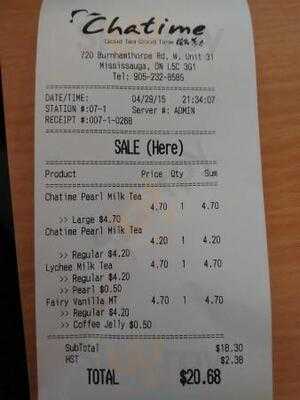 Chatime
Good Tea Good Time
720 Burnhamthorpe Rd. W, Unit 31
Mississauga, ON L5C 3G1
Tel: 905-232-8585
DATE/TIME: 04/29/15 21:34:07
STATION #:07-1 Server #: ADMIN
RECEIPT #:007-1-0268
SALE (Here)
Product Price Qty Sum
Chatime Pearl Milk Tea
4.70 1 4.70
>> Large $4.70
Chatime Pearl Milk Tea
4.20 1 4.20
>> Regular $4.20
Lychee Milk Tea 4.70 1 4.70
>> Regular $4.20
>> Pearl $0.50
Fairy Vanilla MT 4.70 1 4.70
>> Regular $4.20
>> Coffee Jelly $0.50
SubTotal $18.30
HST $2.38
TOTAL $20.68